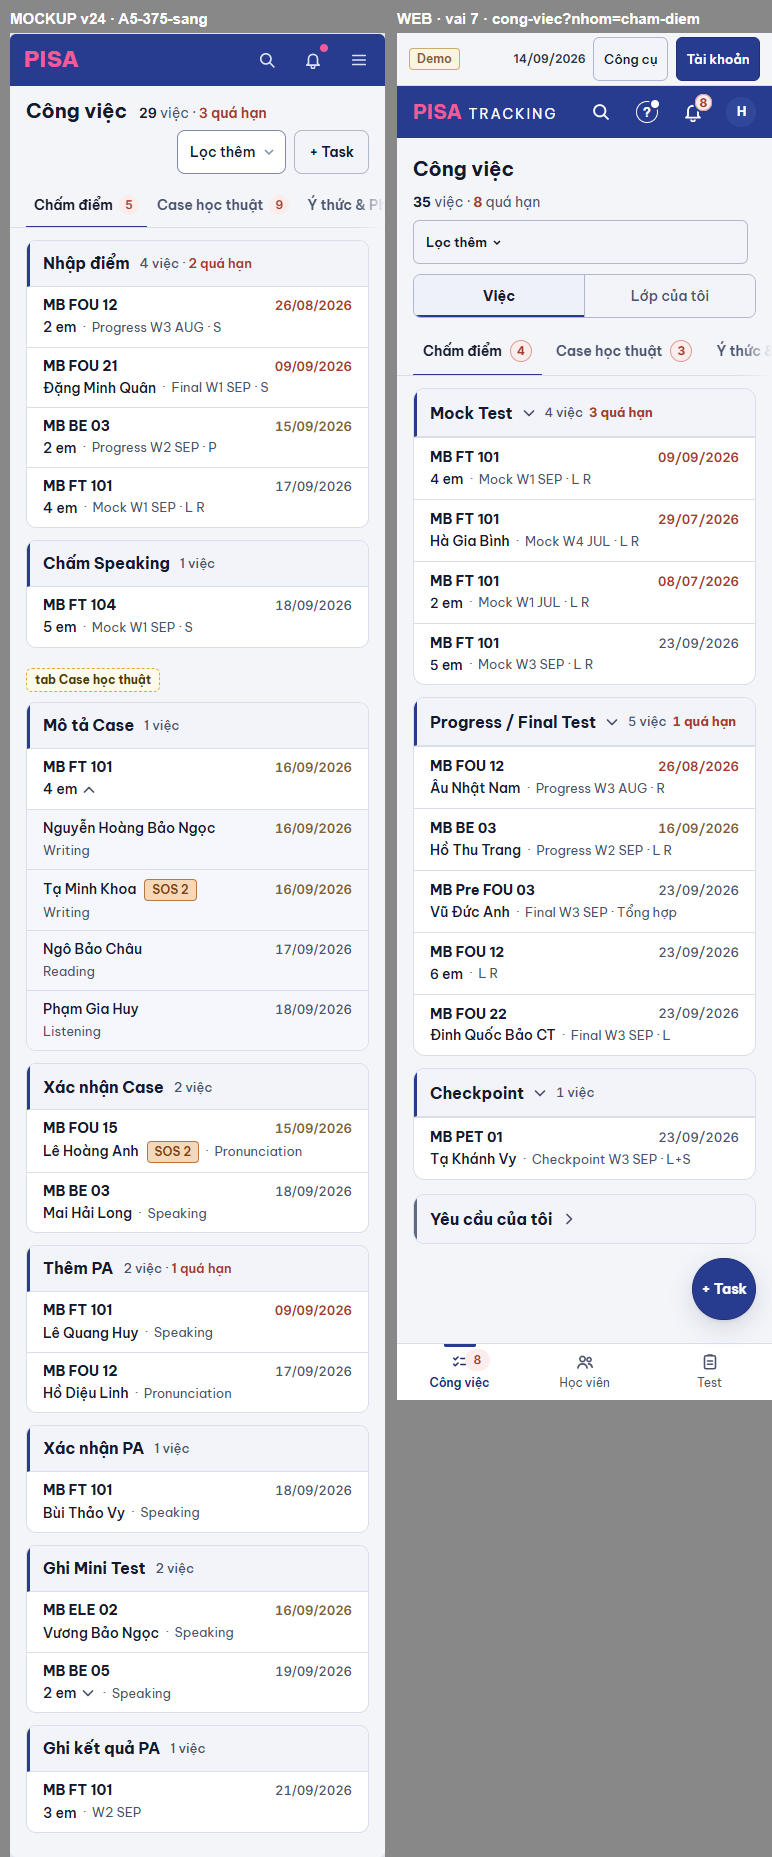 MOCKUP v24 · A5-375-sang
PISA
Công việc 29 việc · 3 quá hạn
Lọc thêm
+ Task
Chấm điểm 5 Case học thuật 9 Ý thức & Ph
Nhập điểm 4 việc · 2 quá hạn
MB FOU 12 26/08/2026
2 em · Progress W3 AUG · S
MB FOU 21 09/09/2026
Đặng Minh Quân · Final W1 SEP · S
MB BE 03 15/09/2026
2 em · Progress W2 SEP · P
MB FT 101 17/09/2026
4 em · Mock W1 SEP · L R
Chấm Speaking 1 việc
MB FT 104 18/09/2026
5 em · Mock W1 SEP · S
tab Case học thuật
Mô tả Case 1 việc
MB FT 101 16/09/2026
4 em
Nguyễn Hoàng Bảo Ngọc 16/09/2026
Writing
Tạ Minh Khoa SOS 2 16/09/2026
Writing
Ngô Bảo Châu 17/09/2026
Reading
Phạm Gia Huy 18/09/2026
Listening
Xác nhận Case 2 việc
MB FOU 15 15/09/2026
Lê Hoàng Anh SOS 2 · Pronunciation
MB BE 03 18/09/2026
Mai Hải Long · Speaking
Thêm PA 2 việc · 1 quá hạn
MB FT 101 09/09/2026
Lê Quang Huy · Speaking
MB FOU 12 17/09/2026
Hồ Diệu Linh · Pronunciation
Xác nhận PA 1 việc
MB FT 101 18/09/2026
Bùi Thảo Vy · Speaking
Ghi Mini Test 2 việc
MB ELE 02 16/09/2026
Vương Bảo Ngọc · Speaking
MB BE 05 19/09/2026
2 em · Speaking
Ghi kết quả PA 1 việc
MB FT 101 21/09/2026
3 em · W2 SEP
WEB · vai 7 · cong-viec?nhom=cham-diem
Demo 14/09/2026 Công cụ Tài khoản
PISA TRACKING ? 8 H
Công việc
35 việc · 8 quá hạn
Lọc thêm
Việc Lớp của tôi
Chấm điểm 4 Case học thuật 3 Ý thức &
Mock Test 4 việc 3 quá hạn
MB FT 101 09/09/2026
4 em · Mock W1 SEP · L R
MB FT 101 29/07/2026
Hà Gia Bình · Mock W4 JUL · L R
MB FT 101 08/07/2026
2 em · Mock W1 JUL · L R
MB FT 101 23/09/2026
5 em · Mock W3 SEP · L R
Progress / Final Test 5 việc 1 quá hạn
MB FOU 12 26/08/2026
Âu Nhật Nam · Progress W3 AUG · R
MB BE 03 16/09/2026
Hồ Thu Trang · Progress W2 SEP · L R
MB Pre FOU 03 23/09/2026
Vũ Đức Anh · Final W3 SEP · Tổng hợp
MB FOU 12 23/09/2026
6 em · L R
MB FOU 22 23/09/2026
Đinh Quốc Bảo CT · Final W3 SEP · L
Checkpoint 1 việc
MB PET 01 23/09/2026
Tạ Khánh Vy · Checkpoint W3 SEP · L+S
Yêu cầu của tôi
+ Task
8
Công việc Học viên Test